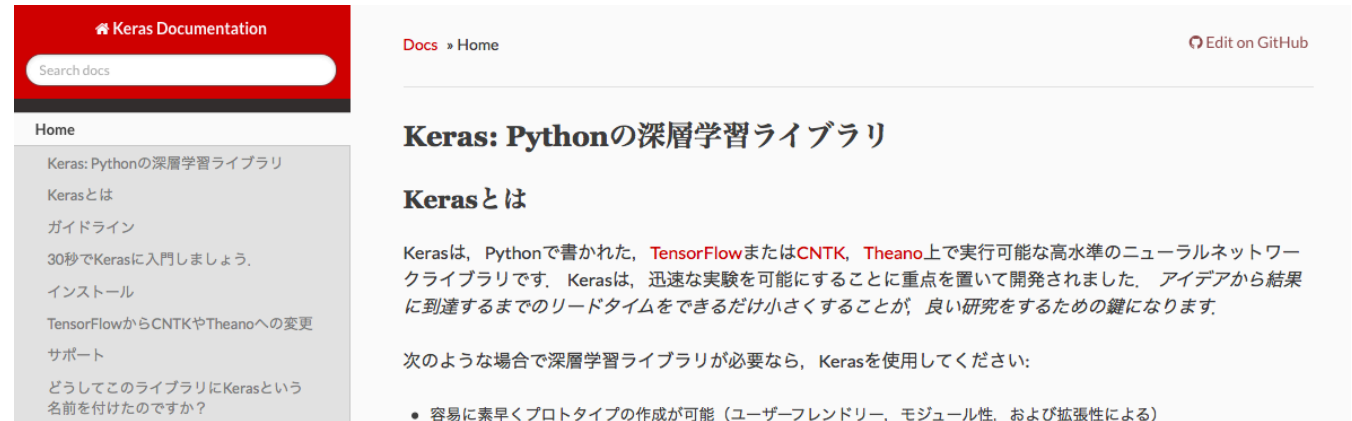 Keras Documentation
Search docs
Home
Keras: Pythonの深層学習ライブラリ
Kerasとは
ガイドライン
30秒でKerasに入門しましょう．
インストール
TensorFlowからCNTKやTheanoへの変更
サポート
どうしてこのライブラリにKerasという
名前を付けたのですか？
Docs » Home
Edit on GitHub
Keras: Pythonの深層学習ライブラリ
Kerasとは
Kerasは，Pythonで書かれた，TensorFlowまたはCNTK，Theano上で実行可能な高水準のニューラルネットワー
クライブラリです． Kerasは，迅速な実験を可能にすることに重点を置いて開発されました． アイデアから結果
に到達するまでのリードタイムをできるだけ小さくすることが，良い研究をするための鍵になります．
次のような場合で深層学習ライブラリが必要なら，Kerasを使用してください:
• 容易に素早くプロトタイプの作成が可能（ユーザーフレンドリー，モジュール性，および拡張性による）